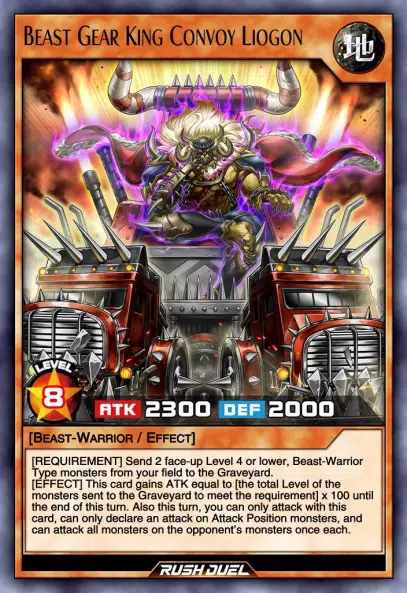 BEAST GEAR KING CONVOY LIOGON
地
LEVEL
8
ATK 2300 DEF 2000
[BEAST-WARRIOR / EFFECT]
[REQUIREMENT] Send 2 face-up Level 4 or lower, Beast-Warrior
Type monsters from your field to the Graveyard.
[EFFECT] This card gains ATK equal to [the total Level of the
monsters sent to the Graveyard to meet the requirement] x 100 until
the end of this turn. Also this turn, you can only attack with this
card, can only declare an attack on Attack Position monsters, and
can attack all monsters on the opponent's monsters once each.
RUSH DUEL